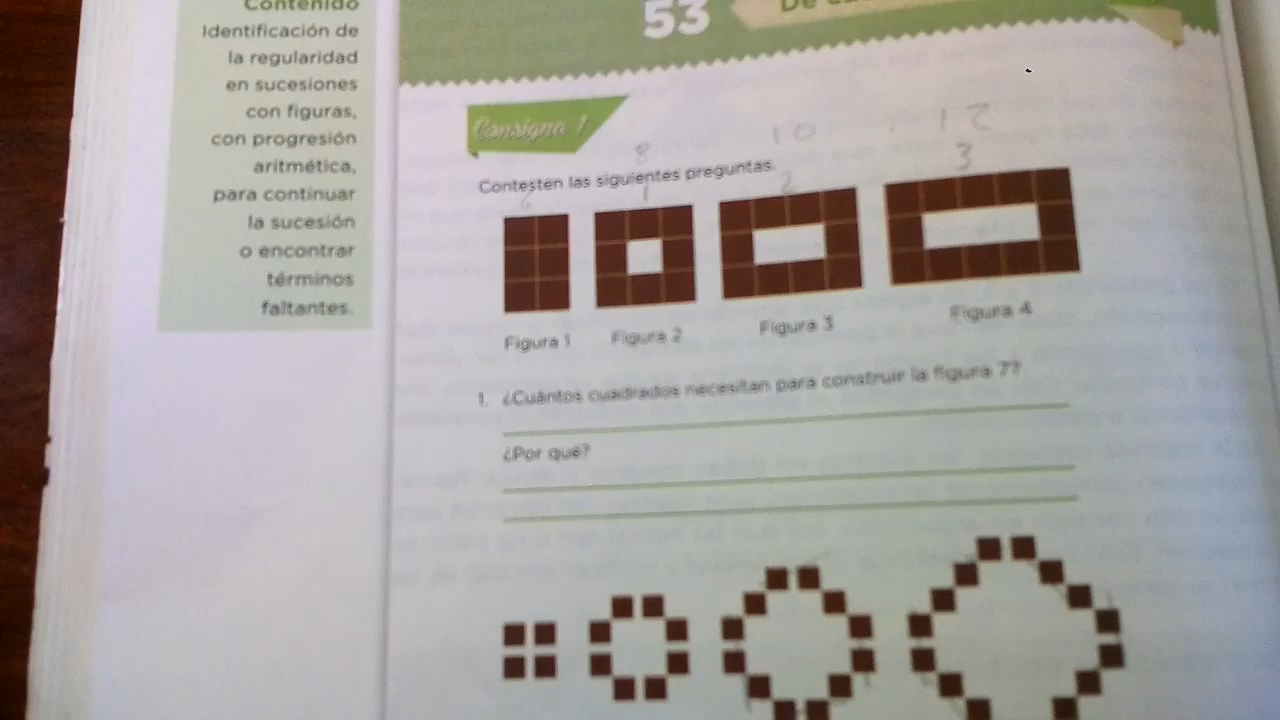 Contenido
Identificación de
la regularidad
en sucesiones
con figuras,
con progresión
aritmética,
para continuar
la sucesión
o encontrar
términos
faltantes.
53
De
Consigna 1
10
12
8
3
Contesten las siguientes preguntas.
6
1
2
Figura 1
Figura 2
Figura 3
Figura 4
1. ¿Cuántos cuadrados necesitan para construir la figura 7?
¿Por qué?